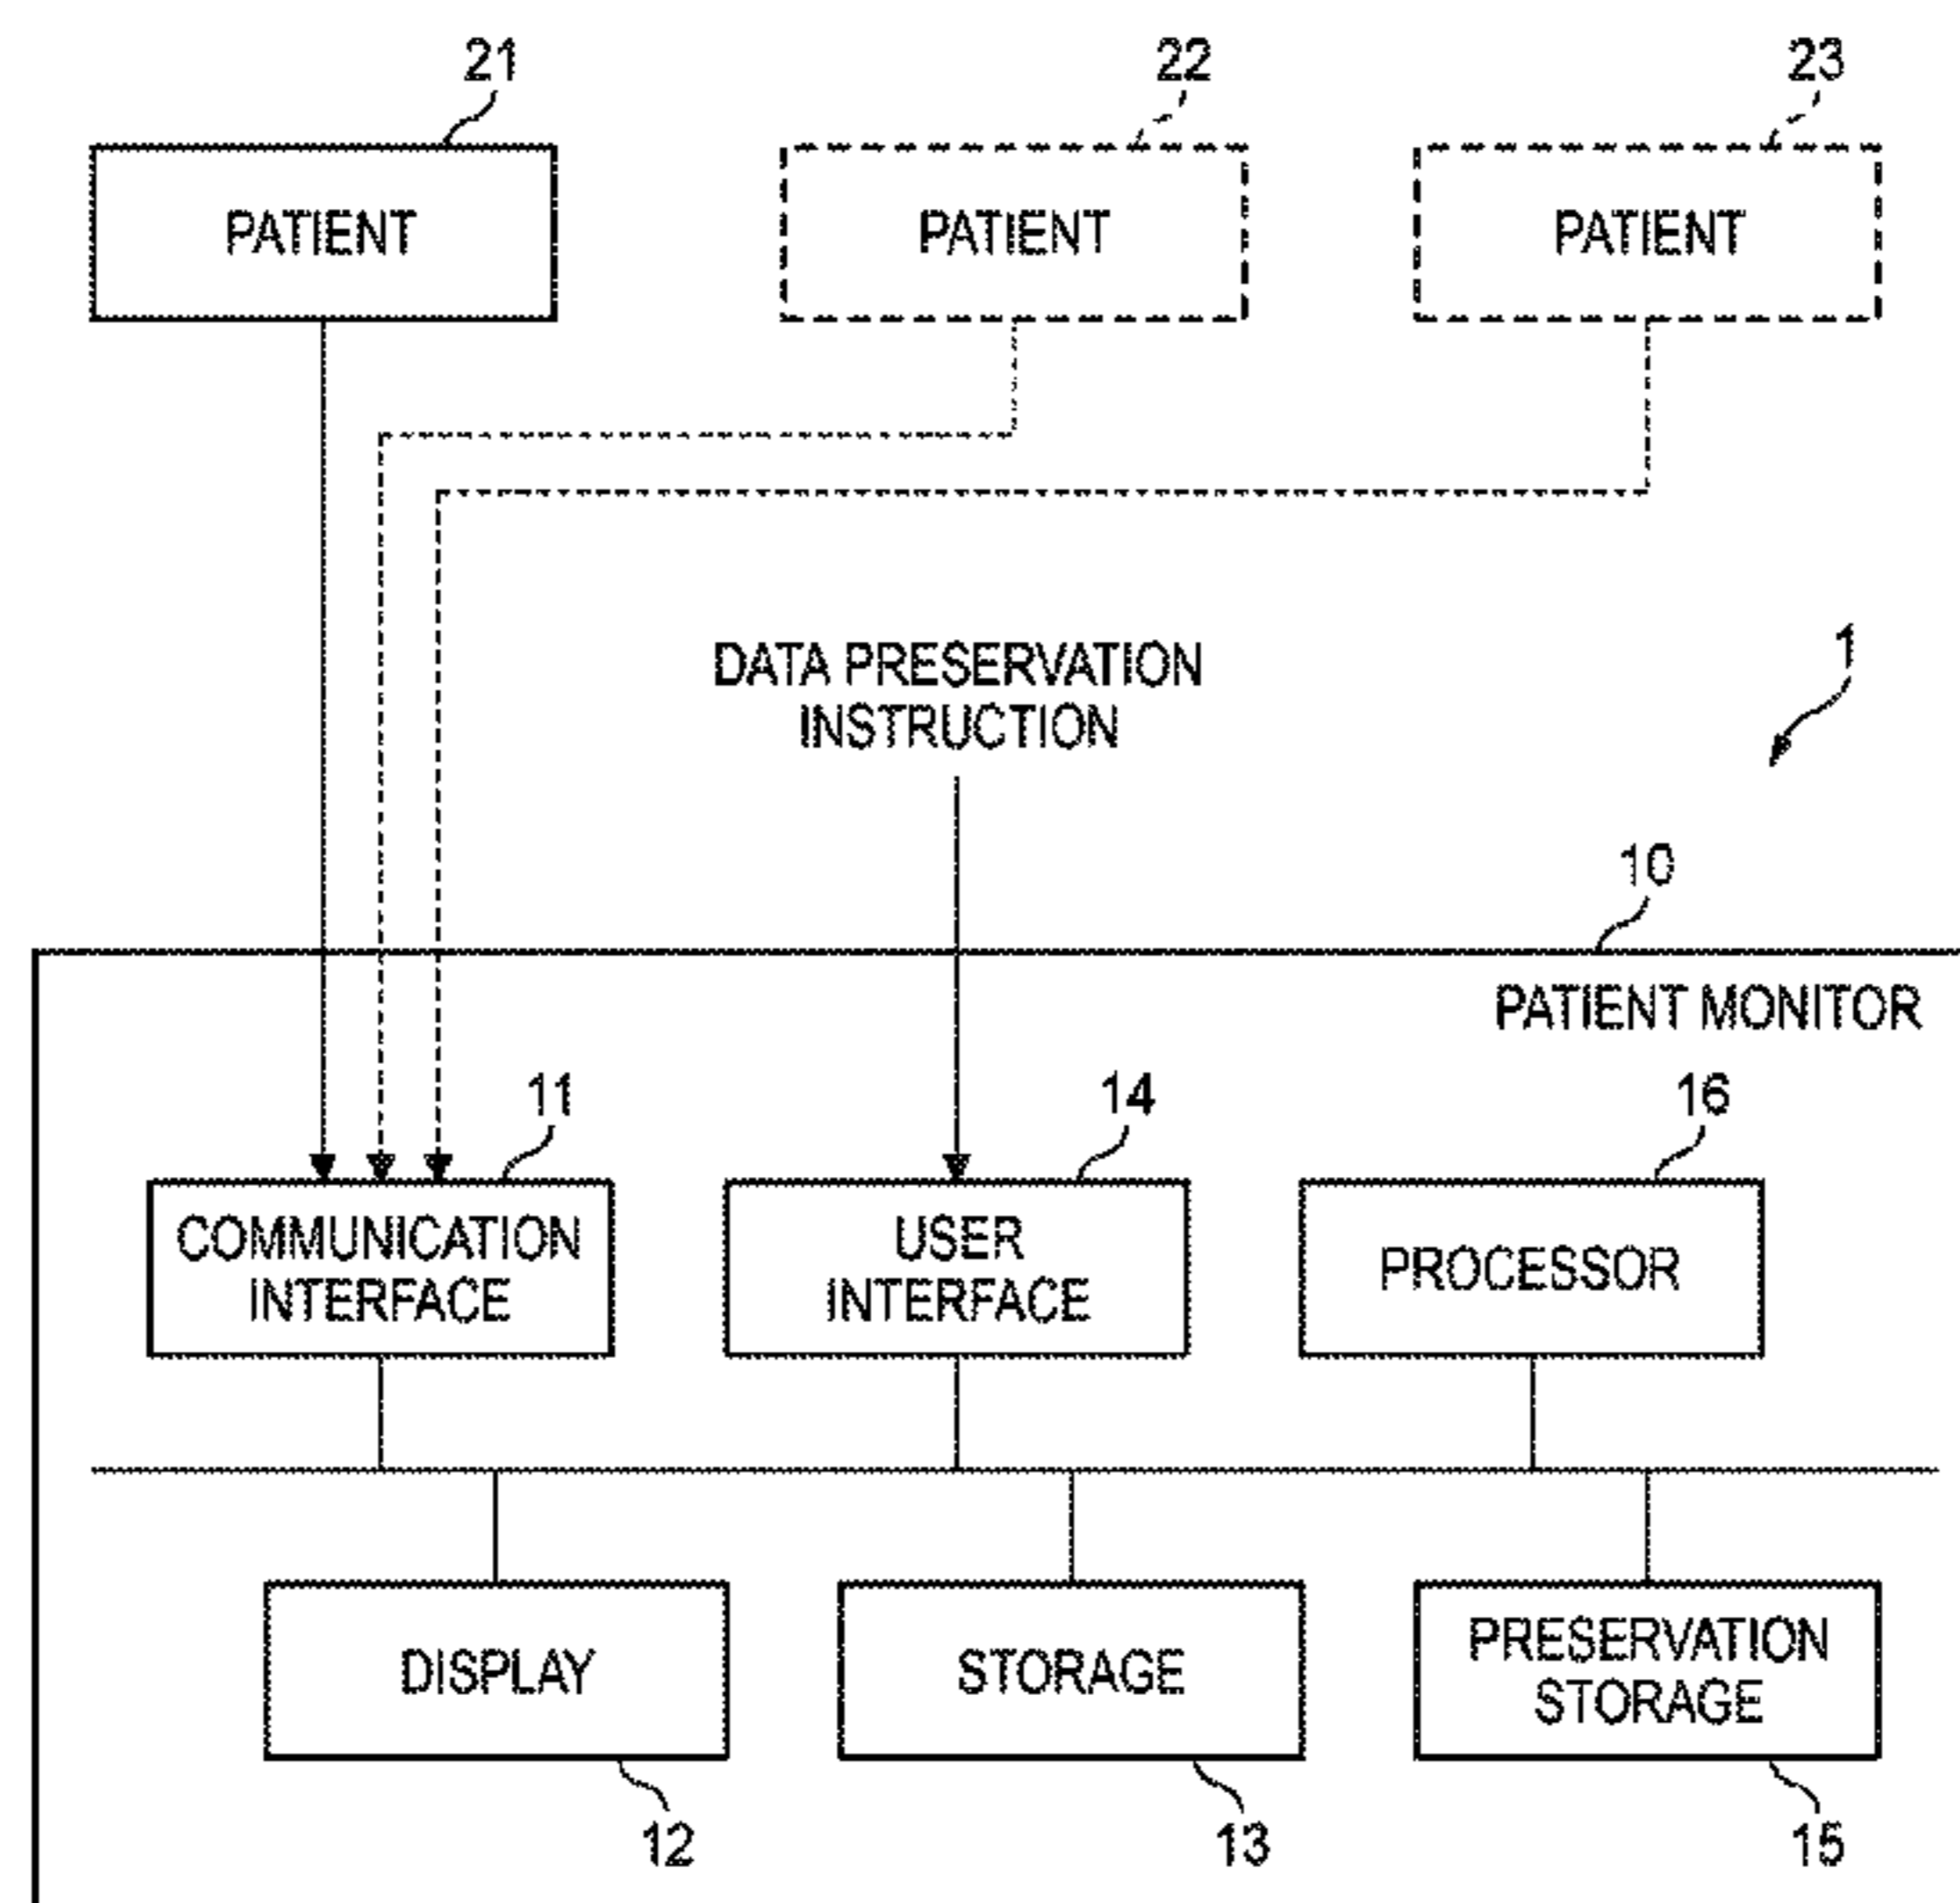 21
22
23
PATIENT
PATIENT
PATIENT
DATA PRESERVATION
INSTRUCTION
1
10
PATIENT MONITOR
11
14
16
COMMUNICATION
INTERFACE
USER
INTERFACE
PROCESSOR
DISPLAY
STORAGE
PRESERVATION
STORAGE
12
13
15